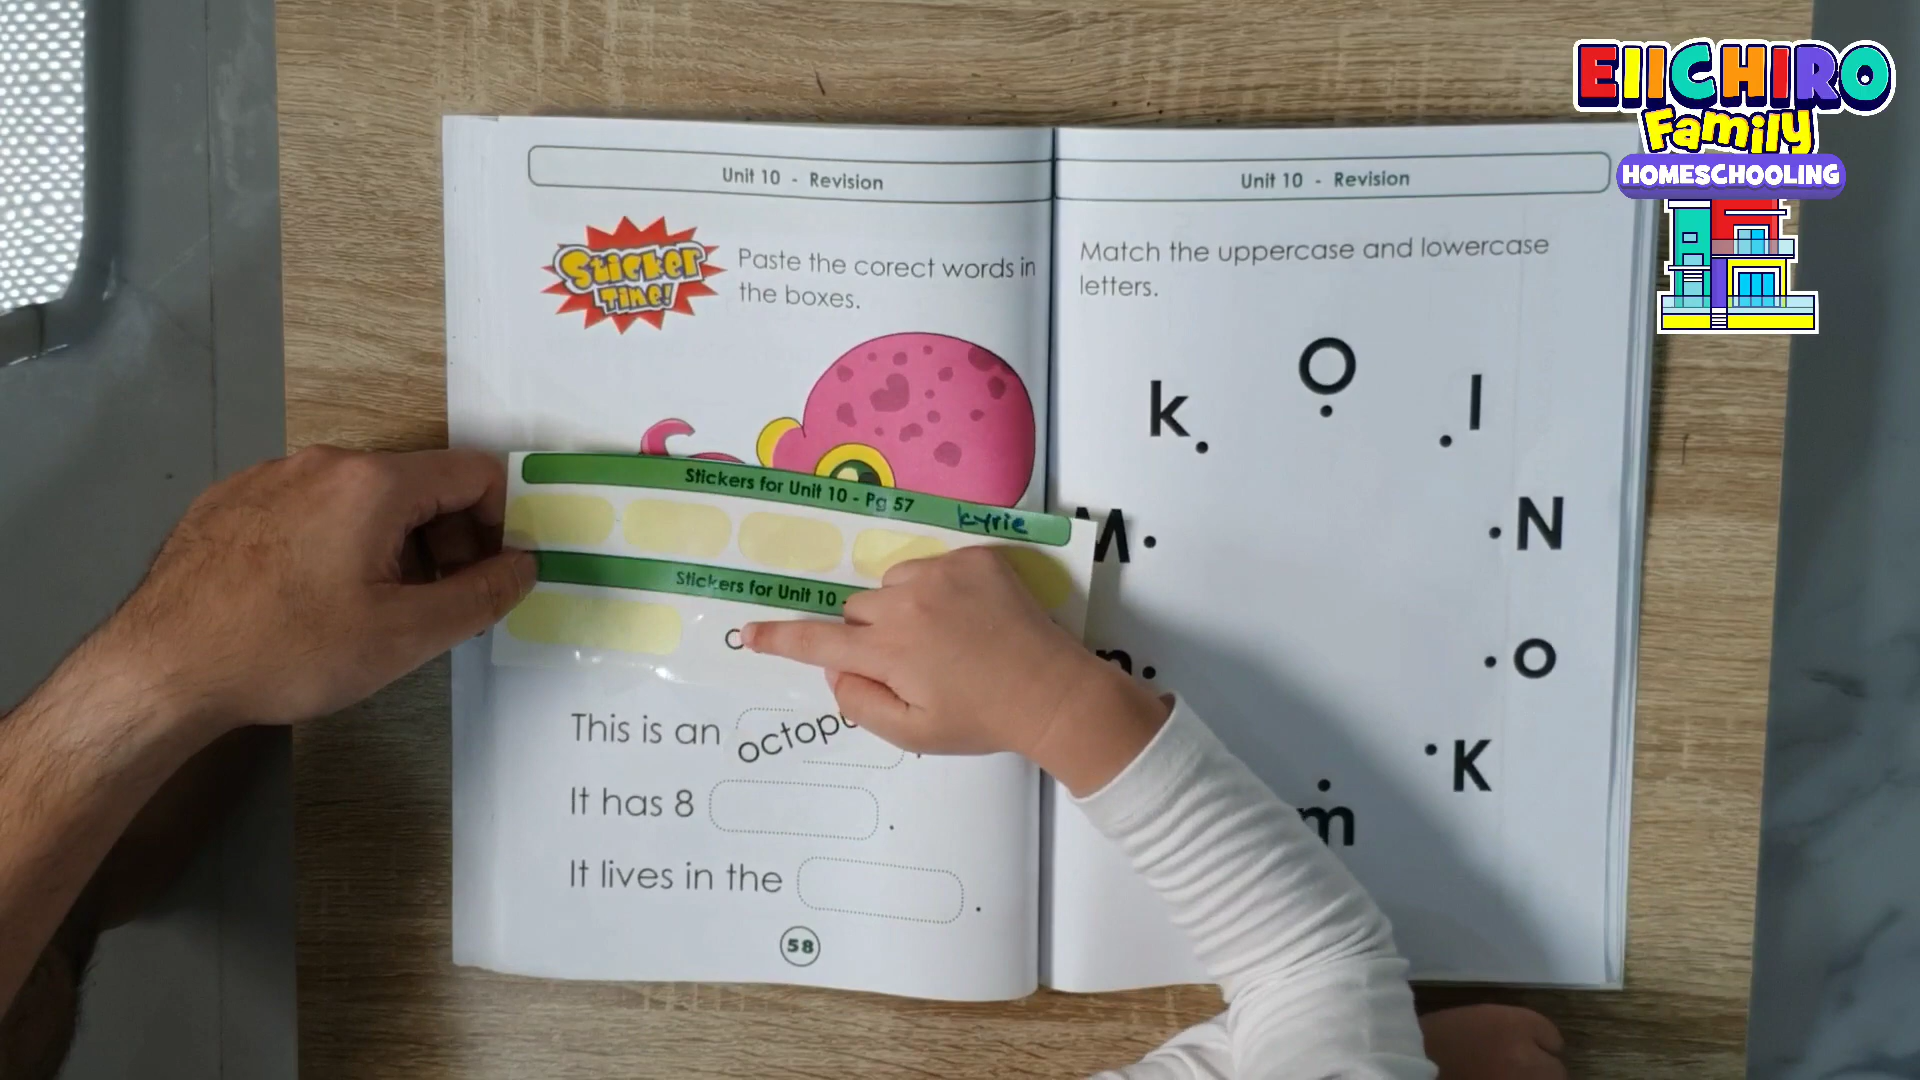 EIICHIRO
Family
HOMESCHOOLING
Unit 10 - Revision
Sticker
Time!
Paste the corect words in
the boxes.
Stickers for Unit 10 - Pg 57
kyrie
Stickers for Unit 10 -
This is an
It has 8 .
It lives in the .
58
Unit 10 - Revision
Match the uppercase and lowercase
letters.
O
k
l
M
N
n
o
K
m